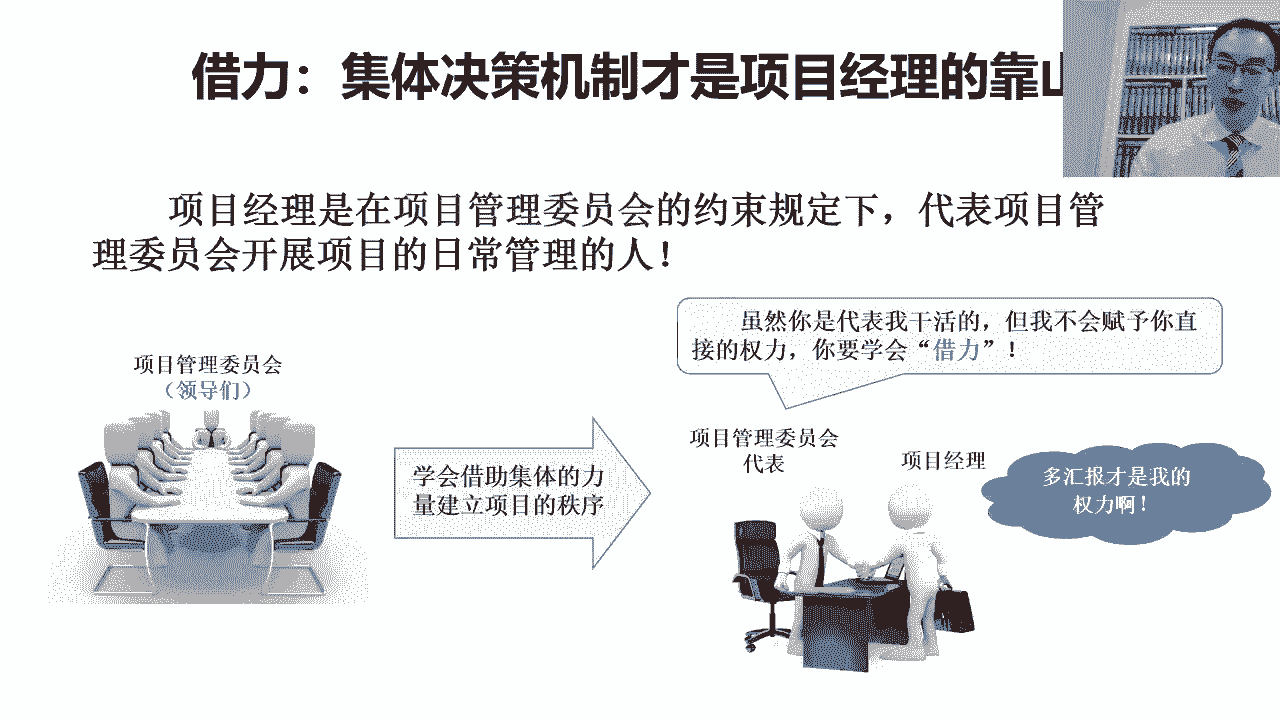 借力：集体决策机制才是项目经理的靠
项目经理是在项目管理委员会的约束规定下，代表项目管
理委员会开展项目的日常管理的人！
虽然你是代表我干活的，但我不会赋予你直
接的权力，你要学会“借力”！
项目管理委员会
（领导们）
学会借助集体的力
量建立项目的秩序
项目管理委员会
代表
项目经理
多汇报才是我的
权力啊！